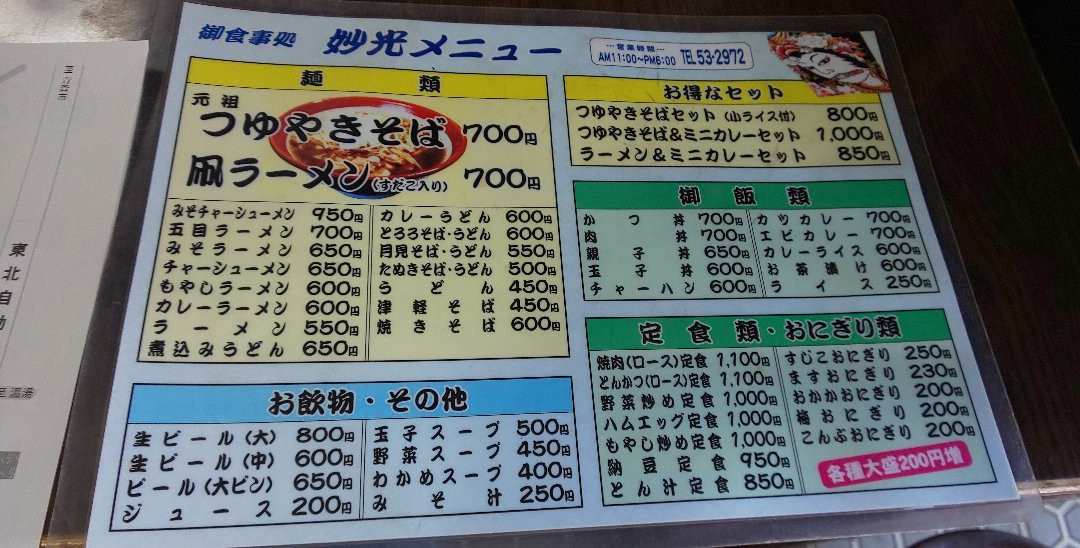 御食事処 妙光メニュー
…営業時間…
AM11:00~PM6:00
TEL53-2972
麺類
元祖
つゆやきそば 700円
凧ラーメン(すだこ入り) 700円
みそチャーシューメン 950円
五目ラーメン 700円
みそラーメン 650円
チャーシューメン 650円
もやしラーメン 600円
カレーラーメン 600円
ラーメン 550円
煮込みうどん 650円
カレーうどん 600円
とろろそば・うどん 600円
月見そば・うどん 550円
たぬきそば・うどん 500円
うどん 450円
津軽そば 450円
焼きそば 600円
お飲物・その他
生ビール(大) 800円
生ビール(中) 600円
ビール(大ビン) 650円
ジュース 200円
玉子スープ 500円
野菜スープ 450円
わかめスープ 400円
みそ汁 250円
お得なセット
つゆやきそばセット(小ライス付) 800円
つゆやきそば&ミニカレーセット 1,000円
ラーメン&ミニカレーセット 850円
御飯類
かつ丼 700円
肉丼 700円
親子丼 650円
玉子丼 600円
チャーハン 600円
カツカレー 700円
エビカレー 700円
カレーライス 600円
お茶漬け 600円
ライス 250円
定食類・おにぎり類
焼肉(ロース)定食 1,100円
とんかつ(ロース)定食 1,100円
野菜炒め定食 1,000円
ハムエッグ定食 1,000円
もやし炒め定食 1,000円
納豆定食 950円
とん汁定食 850円
すじこおにぎり 250円
ますおにぎり 230円
おかかおにぎり 200円
梅おにぎり 200円
こんぶおにぎり 200円
各種大盛200円増
東北自動